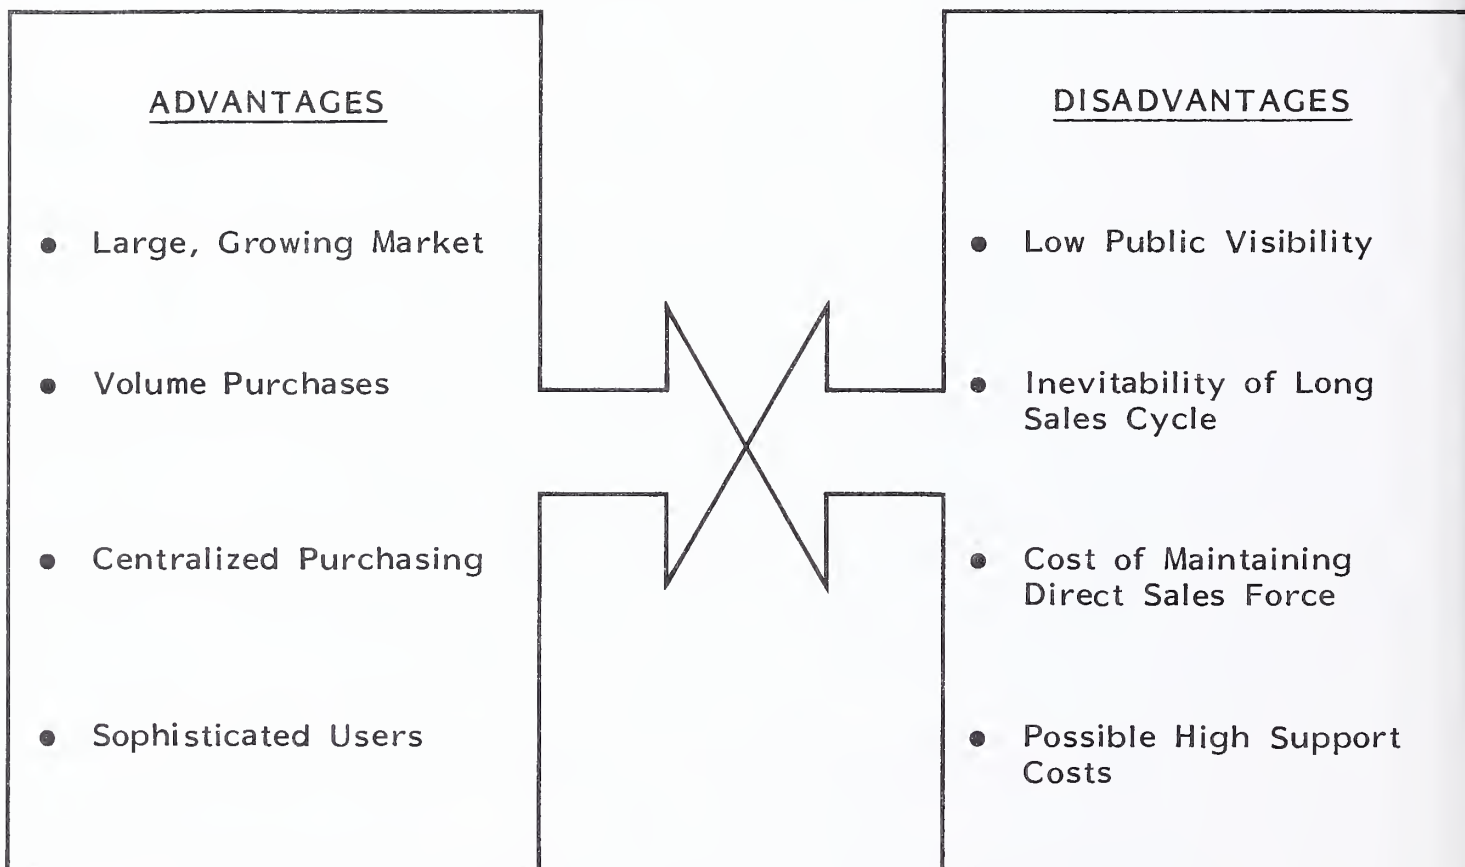 ADVANTAGES
● Large, Growing Market
● Volume Purchases
● Centralized Purchasing
● Sophisticated Users
DISADVANTAGES
● Low Public Visibility
● Inevitability of Long
Sales Cycle
● Cost of Maintaining
Direct Sales Force
● Possible High Support
Costs